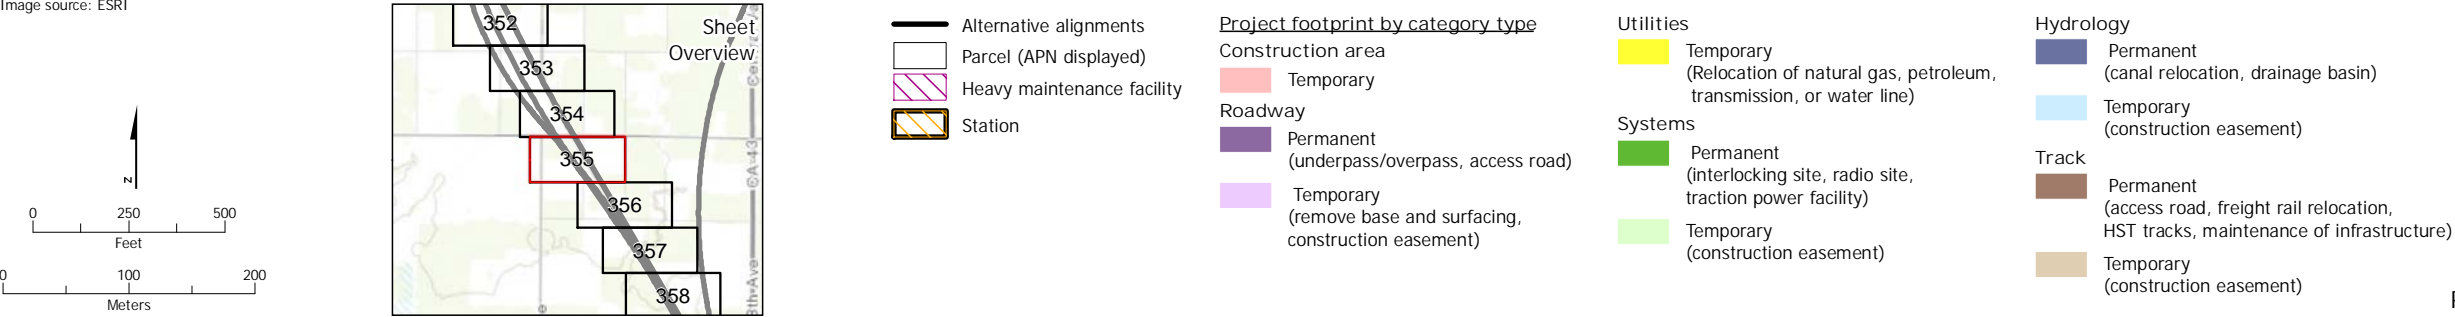 Image source: ESRI
N
0 250 500
Feet
0 100 200
Meters
Sheet
Overview
352
353
354
355
356
357
358
CA-43
8th-Ave
Alternative alignments
Parcel (APN displayed)
Heavy maintenance facility
Station
Project footprint by category type
Construction area
Temporary
Roadway
Permanent
(underpass/overpass, access road)
Temporary
(remove base and surfacing,
construction easement)
Utilities
Temporary
(Relocation of natural gas, petroleum,
transmission, or water line)
Systems
Permanent
(interlocking site, radio site,
traction power facility)
Temporary
(construction easement)
Hydrology
Permanent
(canal relocation, drainage basin)
Temporary
(construction easement)
Track
Permanent
(access road, freight rail relocation,
HST tracks, maintenance of infrastructure)
Temporary
(construction easement)